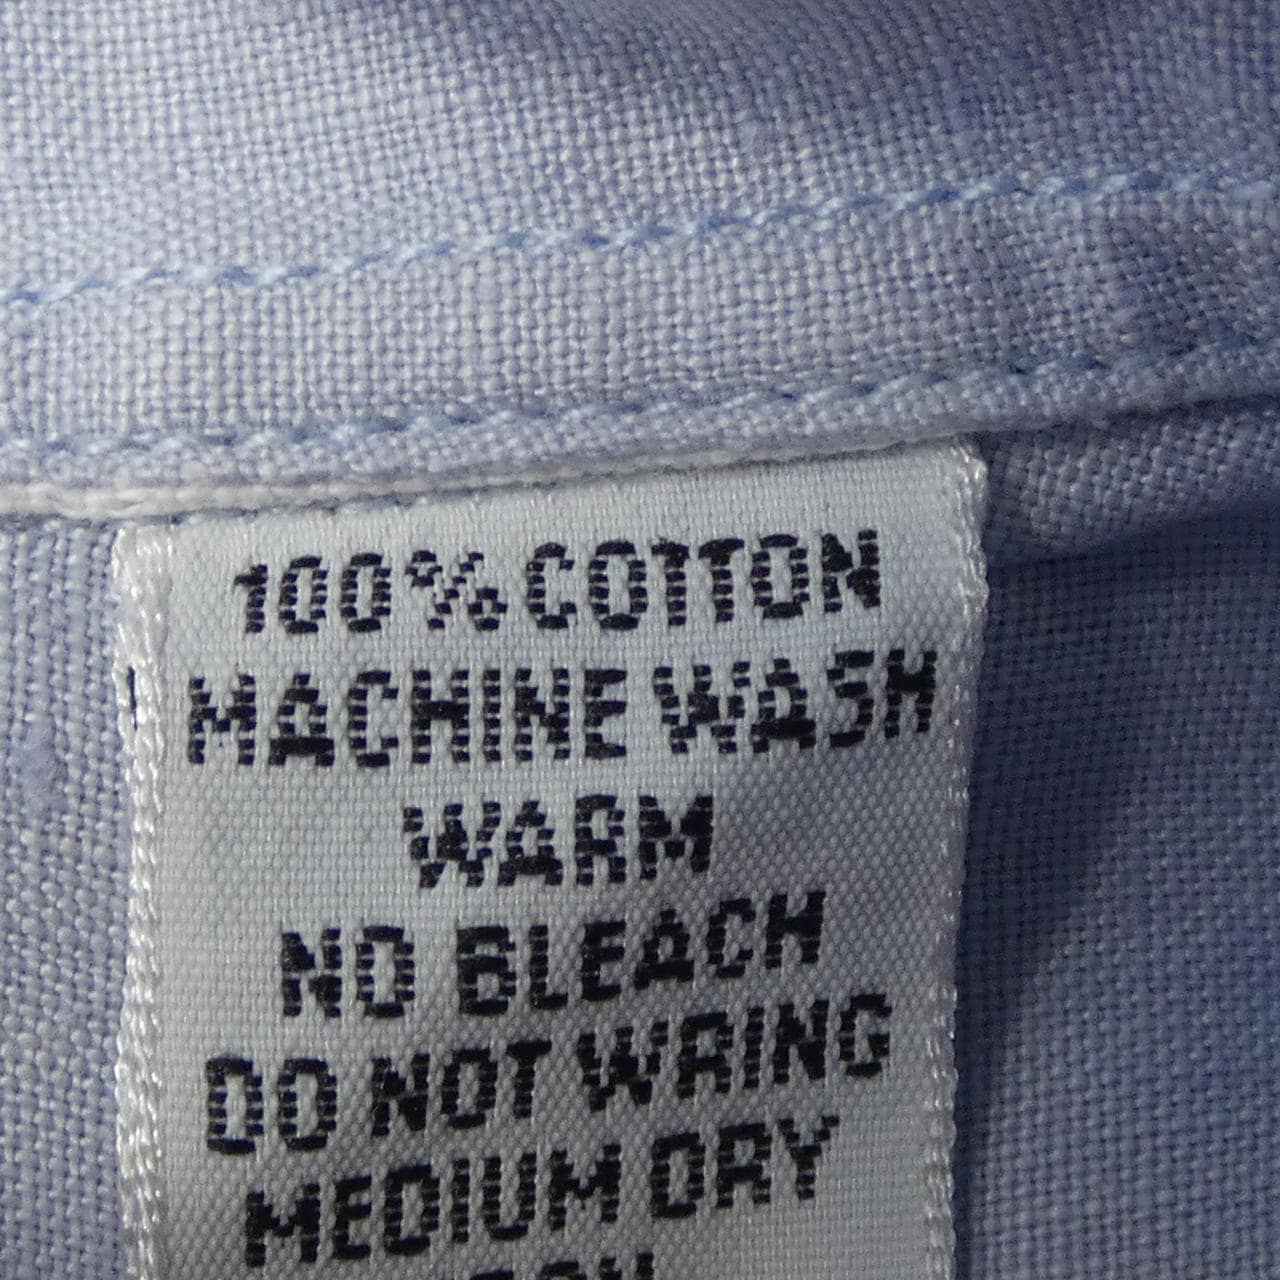 100% COTTON
MACHINE WASH
WARM
NO BLEACH
DO NOT WRING
MEDIUM DRY